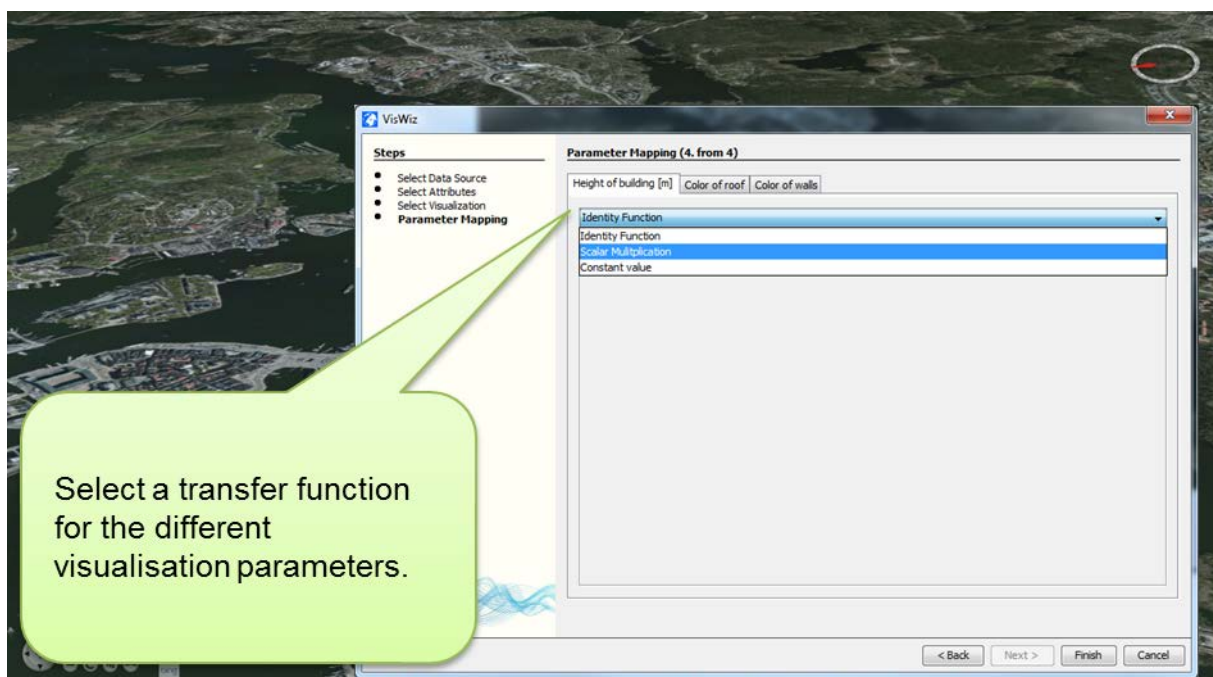 VisWiz
Steps
Select Data Source
Select Attributes
Select Visualization
Parameter Mapping
Parameter Mapping (4. from 4)
Height of building [m]
Color of roof
Color of walls
Identity Function
Identity Function
Scalar Mulitplication
Constant value
Select a transfer function
for the different
visualisation parameters.
< Back
Next >
Finish
Cancel